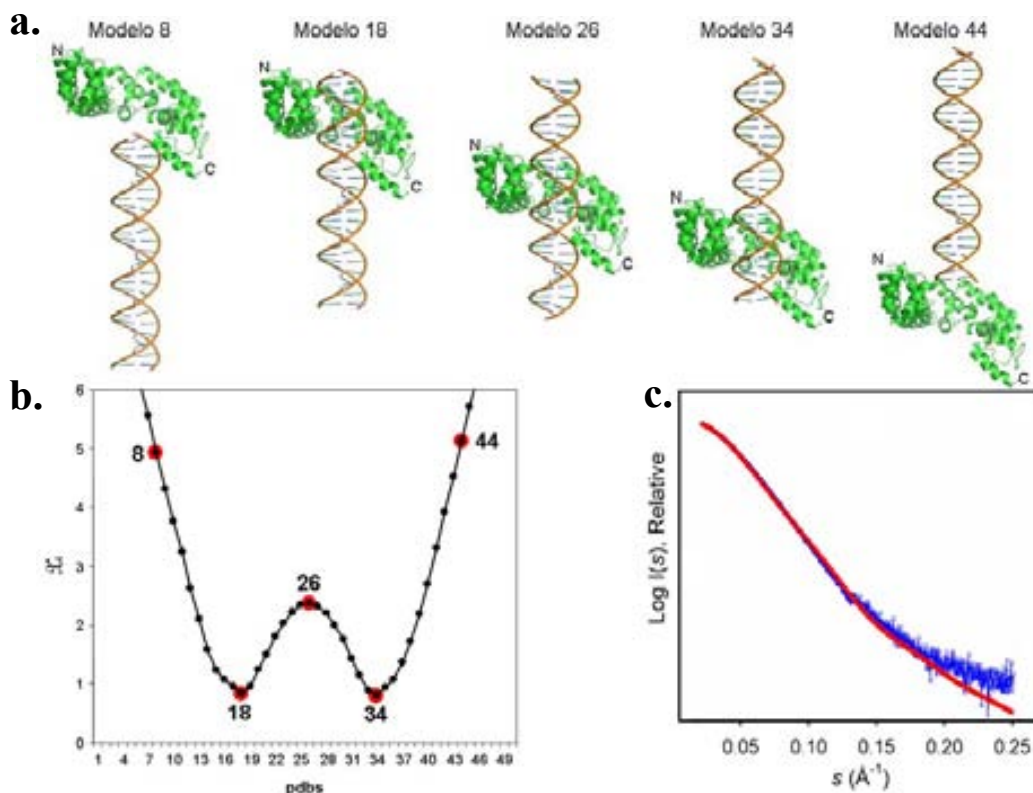 a.
Modelo 8 Modelo 18 Modelo 26 Modelo 34 Modelo 44
N C
N C
N C
N C
N C
b.
6
5
4
3
2
1
0
8
18
26
34
44
1 4 7 10 13 16 19 22 25 28 31 34 37 40 43 46 49
pdbs
c.
Log I(s), Relative
0.05 0.10 0.15 0.20 0.25
s (Å⁻¹)